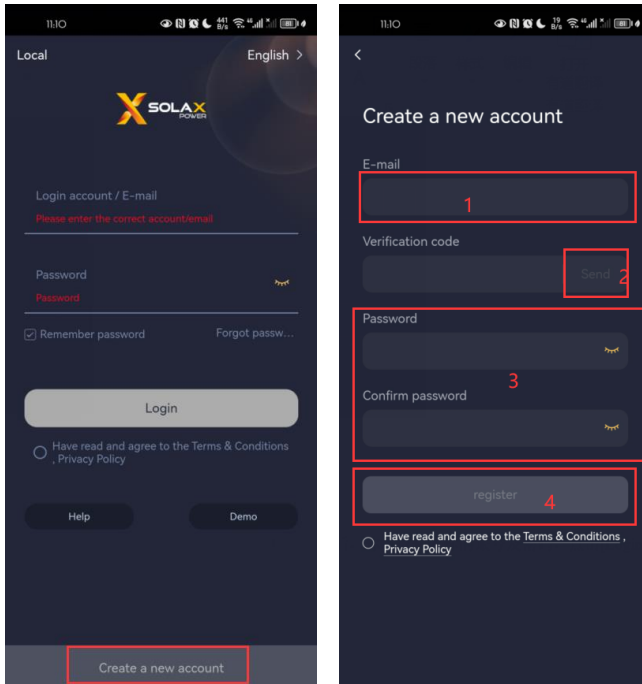 11:10
441 B/s
Local
English >
SOLAX
POWER
Login account / E-mail
Please enter the correct account/email
Password
Password
Remember password
Forgot passw...
Login
Have read and agree to the Terms & Conditions
, Privacy Policy
Help
Demo
Create a new account
11:10
19 B/s
<
Create a new account
E-mail
1
Verification code
Send
2
Password
3
Confirm password
register
4
Have read and agree to the Terms & Conditions ,
Privacy Policy